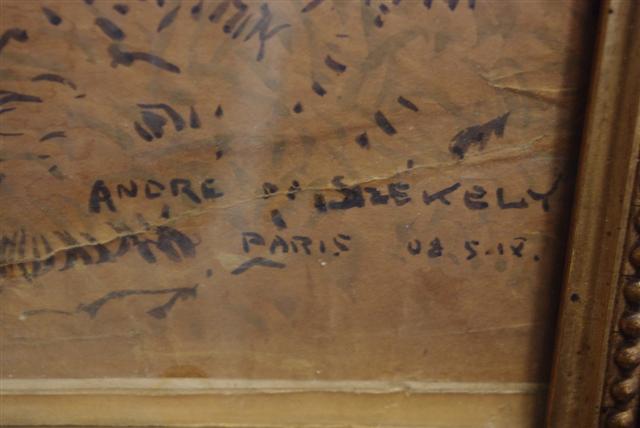 ANDRE SZEKELY
PARIS 08.5.IX.